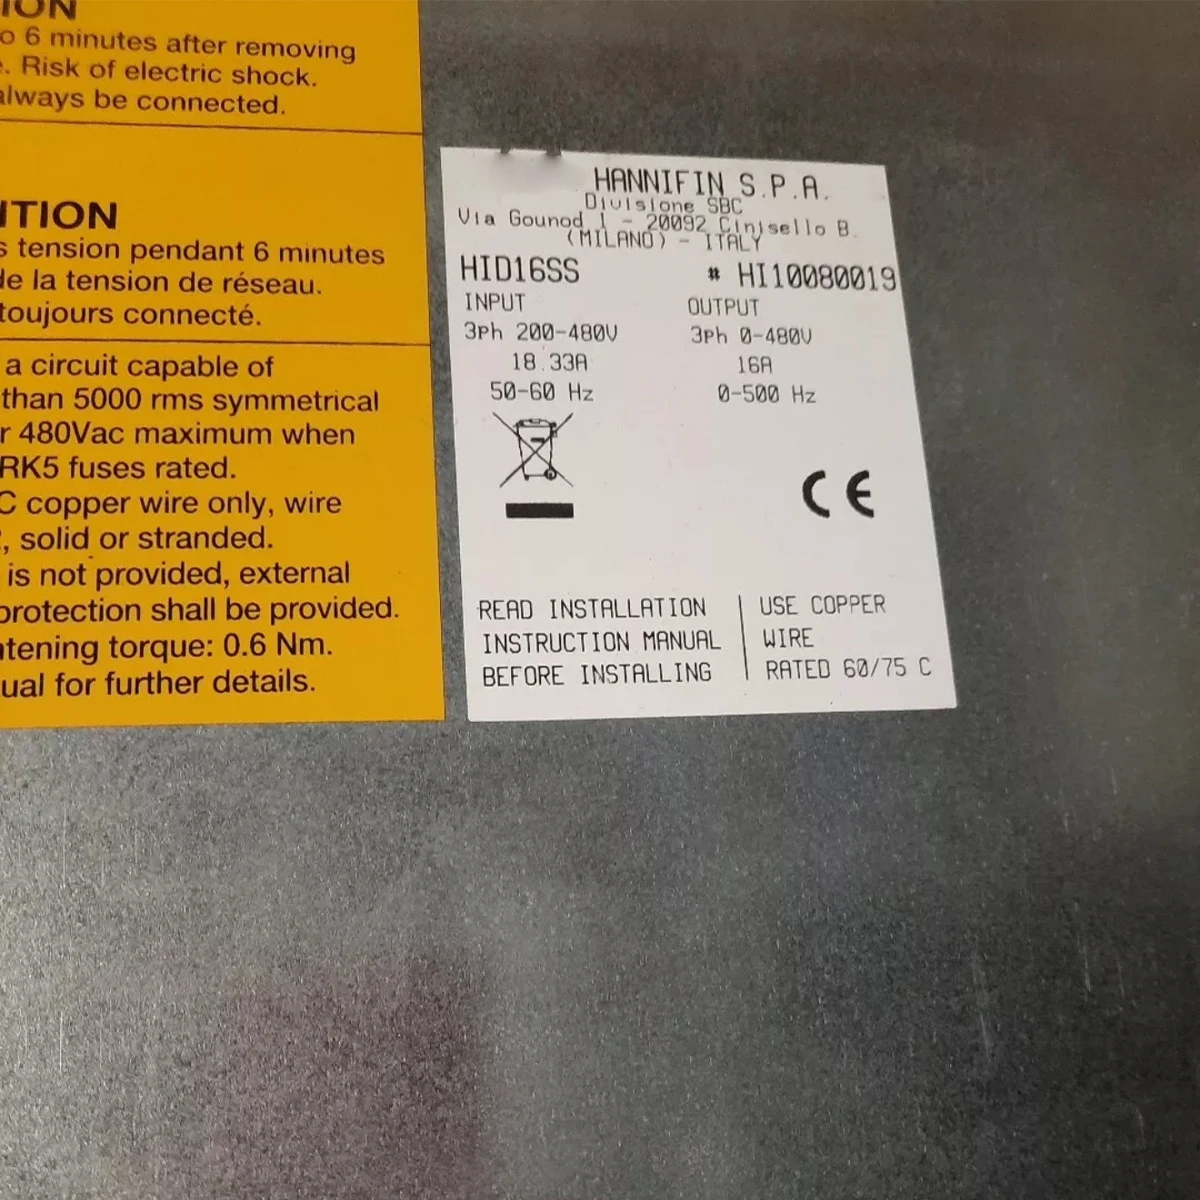 ION
o 6 minutes after removing
e. Risk of electric shock.
always be connected.
ITION
s tension pendant 6 minutes
de la tension de réseau.
toujours connecté.
a circuit capable of
than 5000 rms symmetrical
r 480Vac maximum when
RK5 fuses rated.
C copper wire only, wire
, solid or stranded.
is not provided, external
protection shall be provided.
tening torque: 0.6 Nm.
ual for further details.
HANNIFIN S.P.A.
Divisione SBC
Via Gounod 1 - 20092 Cinisello B.
(MILANO) - ITALY
HID16SS # HI10080019
INPUT OUTPUT
3Ph 200-480V 3Ph 0-480V
18.33A 16A
50-60 Hz 0-500 Hz
CE
READ INSTALLATION USE COPPER
INSTRUCTION MANUAL WIRE
BEFORE INSTALLING RATED 60/75 C